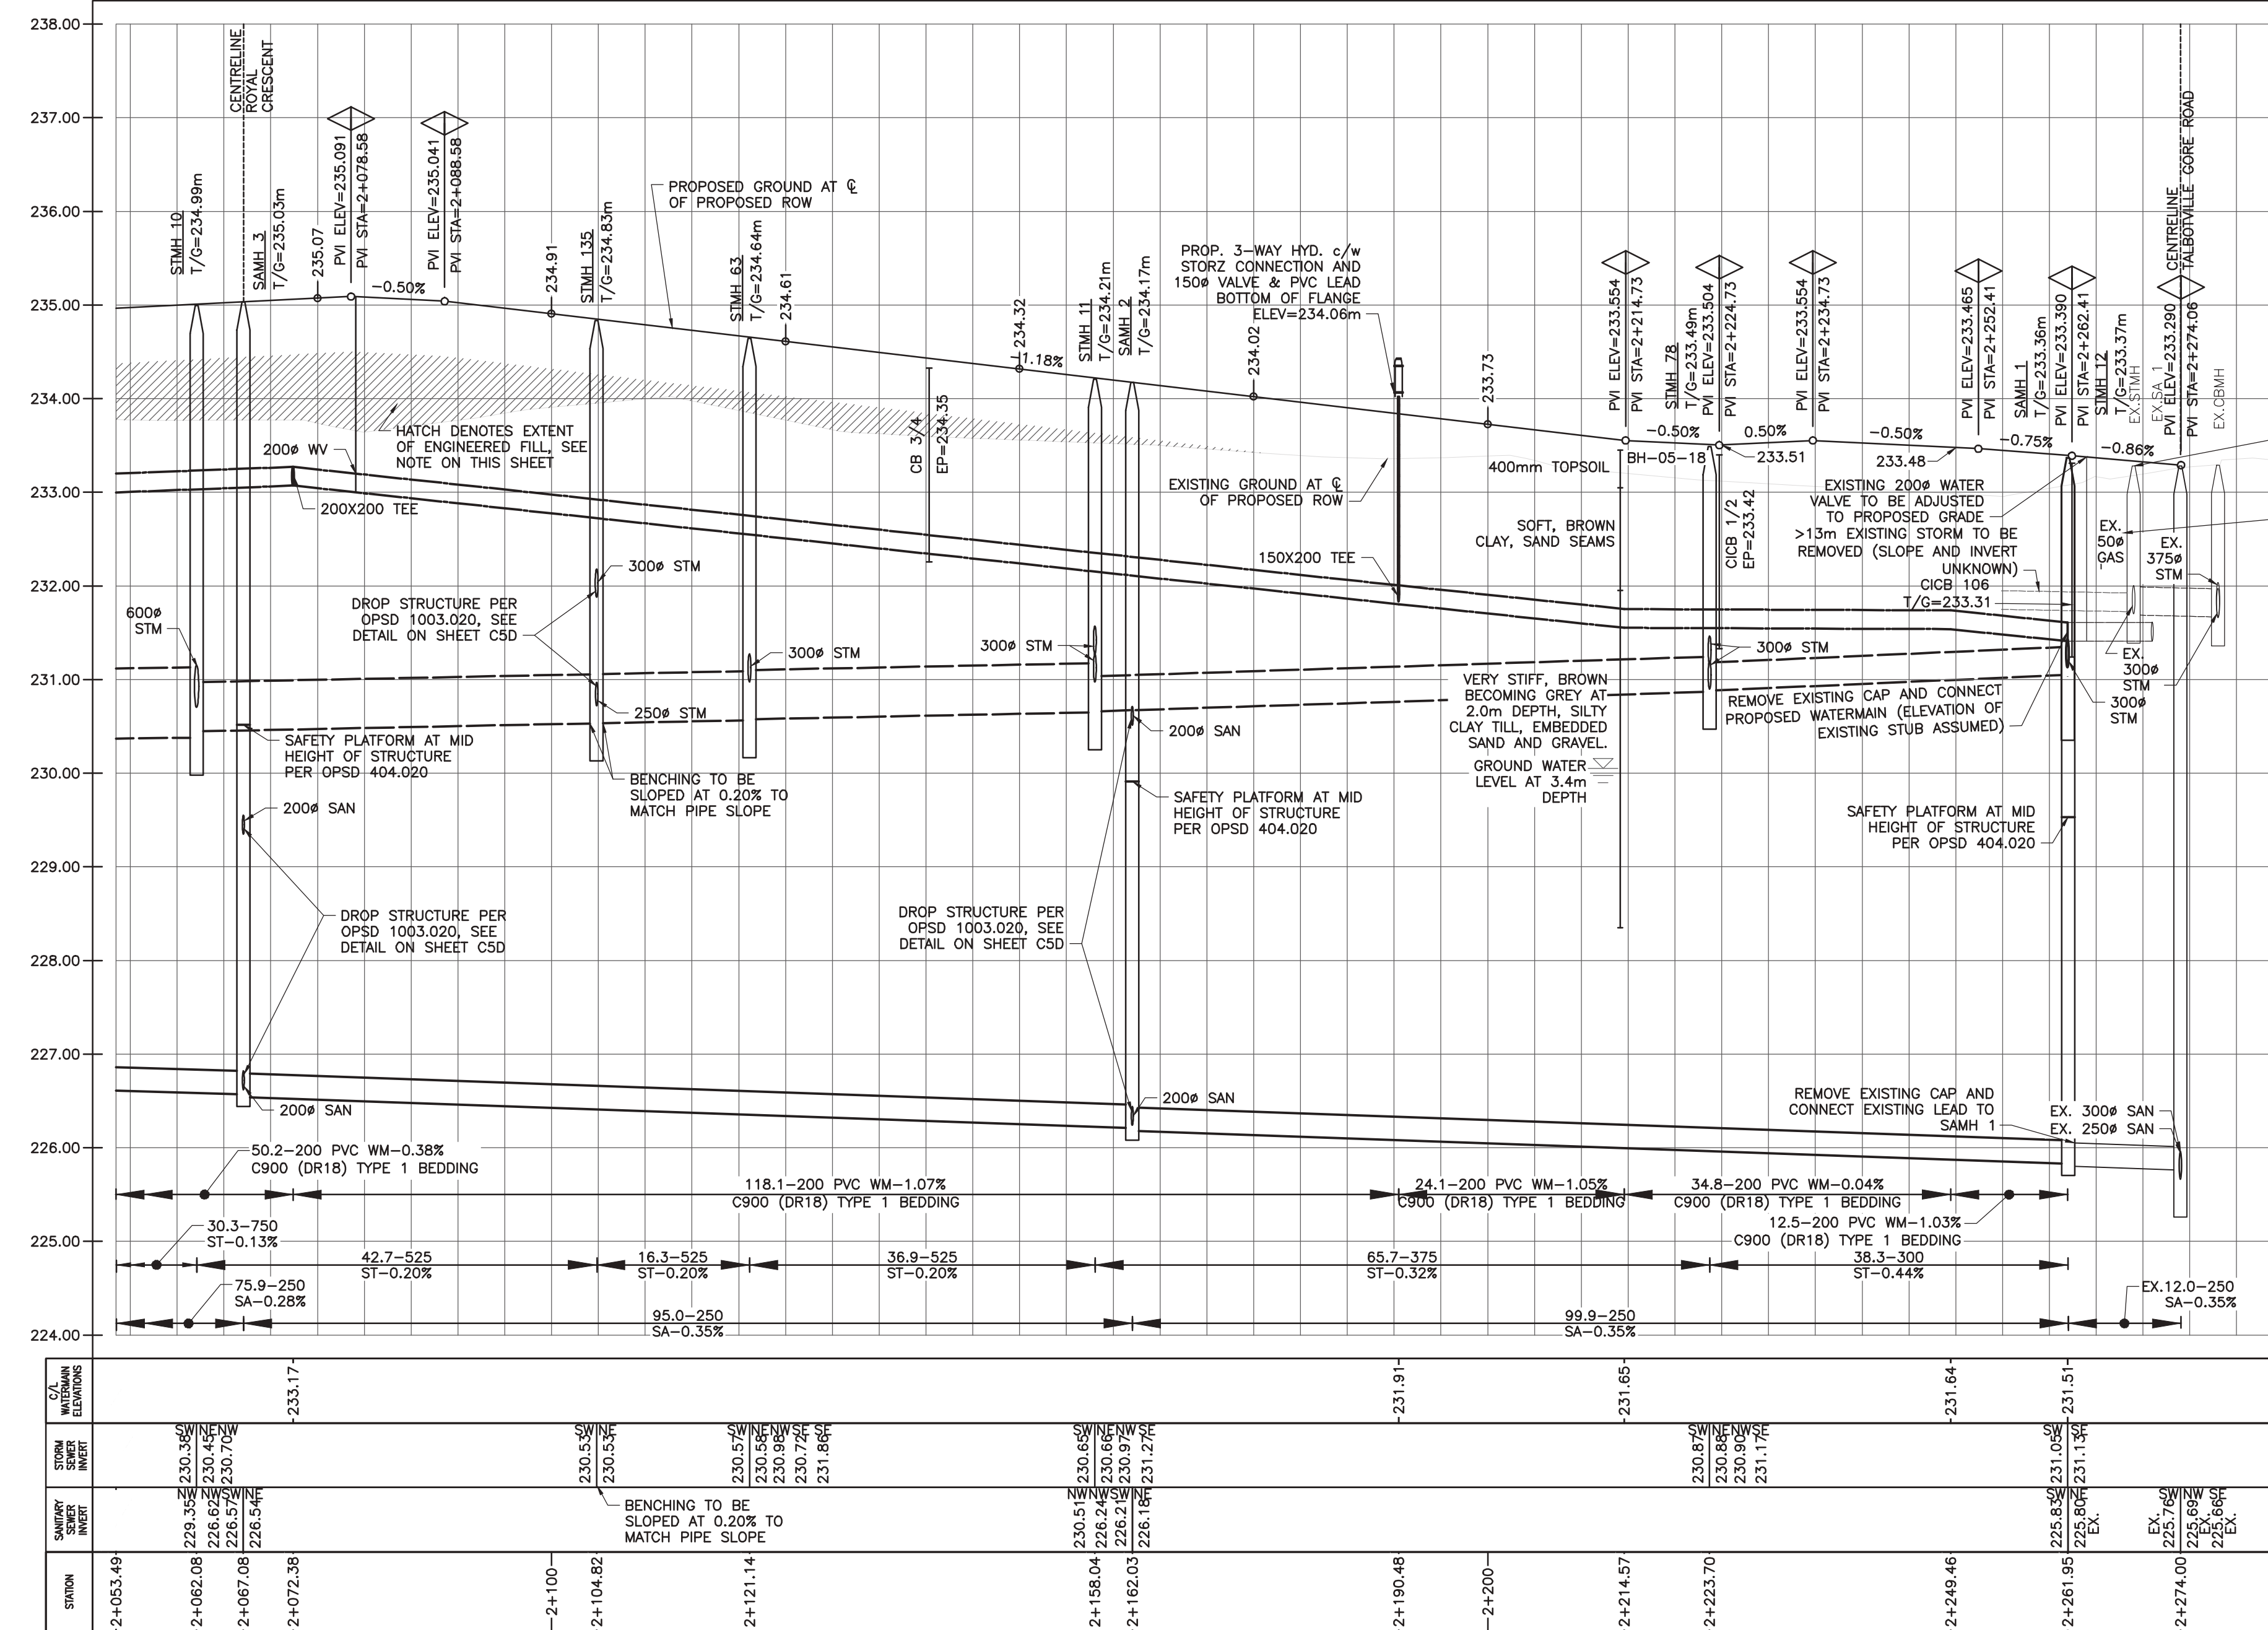 238.00
237.00
236.00
235.00
234.00
233.00
232.00
231.00
230.00
229.00
228.00
227.00
226.00
225.00
224.00
STMH 10
T/G=234.99m
CENTRELINE
ROYAL
CRESCENT
SAMH 3
T/G=235.03m
235.07
PVI ELEV=235.091
PVI STA=2+078.58
-0.50%
PVI ELEV=235.041
PVI STA=2+088.58
234.91
STMH 135
T/G=234.83m
PROPOSED GROUND AT ℄
OF PROPOSED ROW
STMH 63
T/G=234.64m
234.61
234.32
-1.18%
STMH 11
T/G=234.21m
SAMH 2
T/G=234.17m
234.02
PROP. 3-WAY HYD. c/w
STORZ CONNECTION AND
150ø VALVE & PVC LEAD
BOTTOM OF FLANGE
ELEV=234.06m
233.73
PVI ELEV=233.554
PVI STA=2+214.73
-0.50%
STMH 78
T/G=233.49m
PVI ELEV=233.504
PVI STA=2+224.73
0.50%
233.51
PVI ELEV=233.554
PVI STA=2+234.73
-0.50%
233.48
PVI ELEV=233.465
PVI STA=2+252.41
-0.75%
SAMH 1
T/G=233.36m
PVI ELEV=233.390
PVI STA=2+262.41
STMH 12
T/G=233.37m
-0.86%
EX.STMH
EX.SA 1
PVI ELEV=233.290
PVI STA=2+274.06
CENTRELINE
TALBOTVILLE GORE ROAD
EX.CBMH
HATCH DENOTES EXTENT
OF ENGINEERED FILL, SEE
NOTE ON THIS SHEET
200ø WV
200X200 TEE
CB 3/4
EP=234.35
EXISTING GROUND AT ℄
OF PROPOSED ROW
150X200 TEE
BH-05-18
400mm TOPSOIL
SOFT, BROWN
CLAY, SAND SEAMS
CICB 1/2
EP=233.42
EXISTING 200ø WATER
VALVE TO BE ADJUSTED
TO PROPOSED GRADE
>13m EXISTING STORM TO BE
REMOVED (SLOPE AND INVERT
UNKNOWN)
CICB 106
T/G=233.31
EX.
50ø
GAS
EX.
375ø
STM
EX.
300ø
STM
300ø
STM
600ø
STM
300ø STM
DROP STRUCTURE PER
OPSD 1003.020, SEE
DETAIL ON SHEET C5D
250ø STM
300ø STM
300ø STM
300ø STM
VERY STIFF, BROWN
BECOMING GREY AT
2.0m DEPTH, SILTY
CLAY TILL, EMBEDDED
SAND AND GRAVEL.
GROUND WATER
LEVEL AT 3.4m
DEPTH
REMOVE EXISTING CAP AND CONNECT
PROPOSED WATERMAIN (ELEVATION OF
EXISTING STUB ASSUMED)
SAFETY PLATFORM AT MID
HEIGHT OF STRUCTURE
PER OPSD 404.020
200ø SAN
BENCHING TO BE
SLOPED AT 0.20% TO
MATCH PIPE SLOPE
200ø SAN
SAFETY PLATFORM AT MID
HEIGHT OF STRUCTURE
PER OPSD 404.020
SAFETY PLATFORM AT MID
HEIGHT OF STRUCTURE
PER OPSD 404.020
DROP STRUCTURE PER
OPSD 1003.020, SEE
DETAIL ON SHEET C5D
DROP STRUCTURE PER
OPSD 1003.020, SEE
DETAIL ON SHEET C5D
200ø SAN
200ø SAN
REMOVE EXISTING CAP AND
CONNECT EXISTING LEAD TO
SAMH 1
EX. 300ø SAN
EX. 250ø SAN
50.2-200 PVC WM-0.38%
C900 (DR18) TYPE 1 BEDDING
118.1-200 PVC WM-1.07%
C900 (DR18) TYPE 1 BEDDING
24.1-200 PVC WM-1.05%
C900 (DR18) TYPE 1 BEDDING
34.8-200 PVC WM-0.04%
C900 (DR18) TYPE 1 BEDDING
12.5-200 PVC WM-1.03%
C900 (DR18) TYPE 1 BEDDING
30.3-750
ST-0.13%
42.7-525
ST-0.20%
16.3-525
ST-0.20%
36.9-525
ST-0.20%
65.7-375
ST-0.32%
38.3-300
ST-0.44%
75.9-250
SA-0.28%
95.0-250
SA-0.35%
99.9-250
SA-0.35%
EX.12.0-250
SA-0.35%
C/L
WATERMAIN
ELEVATIONS
233.17
231.91
231.65
231.64
231.51
STORM
SEWER
INVERT
SW NE NW
230.38
230.45
230.70
SW NE
230.53
230.53
SW NE NW SE SE
230.57
230.58
230.98
230.72
231.86
SW NE NW SE
230.65
230.66
230.97
231.27
SW NE NW SE
230.87
230.88
230.90
231.17
SW SE
231.05
231.13
SANITARY
SEWER
INVERT
NW NW SW NE
229.35
226.62
226.57
226.54
BENCHING TO BE
SLOPED AT 0.20% TO
MATCH PIPE SLOPE
NW NW SW NE
230.51
226.24
226.21
226.18
SW NE
225.83
225.80
EX.
SW NW SE
EX.
225.76
225.69
EX.
225.66
EX.
STATION
2+053.49
2+062.08
2+067.08
2+072.38
2+100
2+104.82
2+121.14
2+158.04
2+162.03
2+190.48
2+200
2+214.57
2+223.70
2+249.46
2+261.95
2+274.00